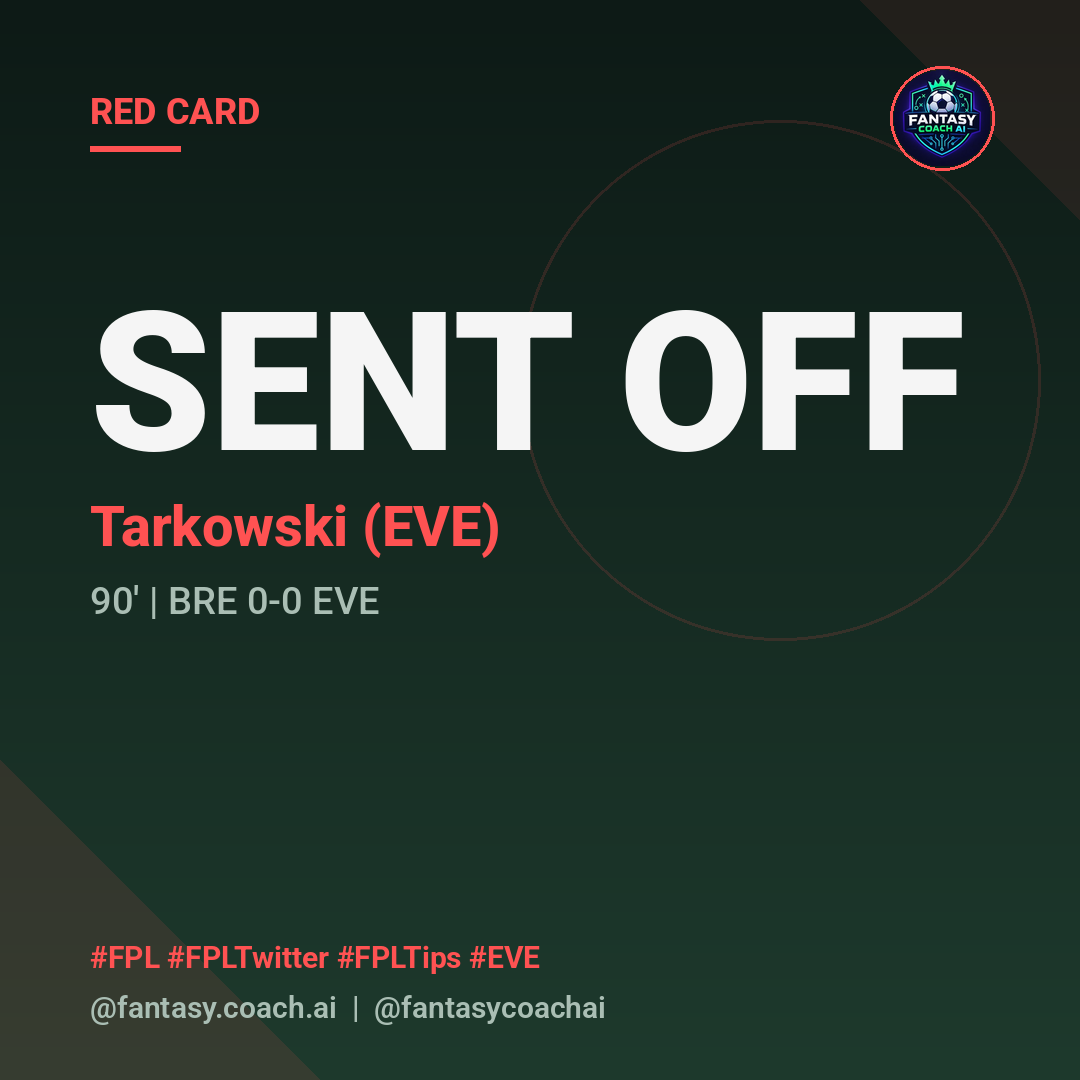 RED CARD
FANTASY
COACH AI
SENT OFF
Tarkowski (EVE)
90' | BRE 0-0 EVE
#FPL #FPLTwitter #FPLTips #EVE
@fantasy.coach.ai | @fantasycoachai